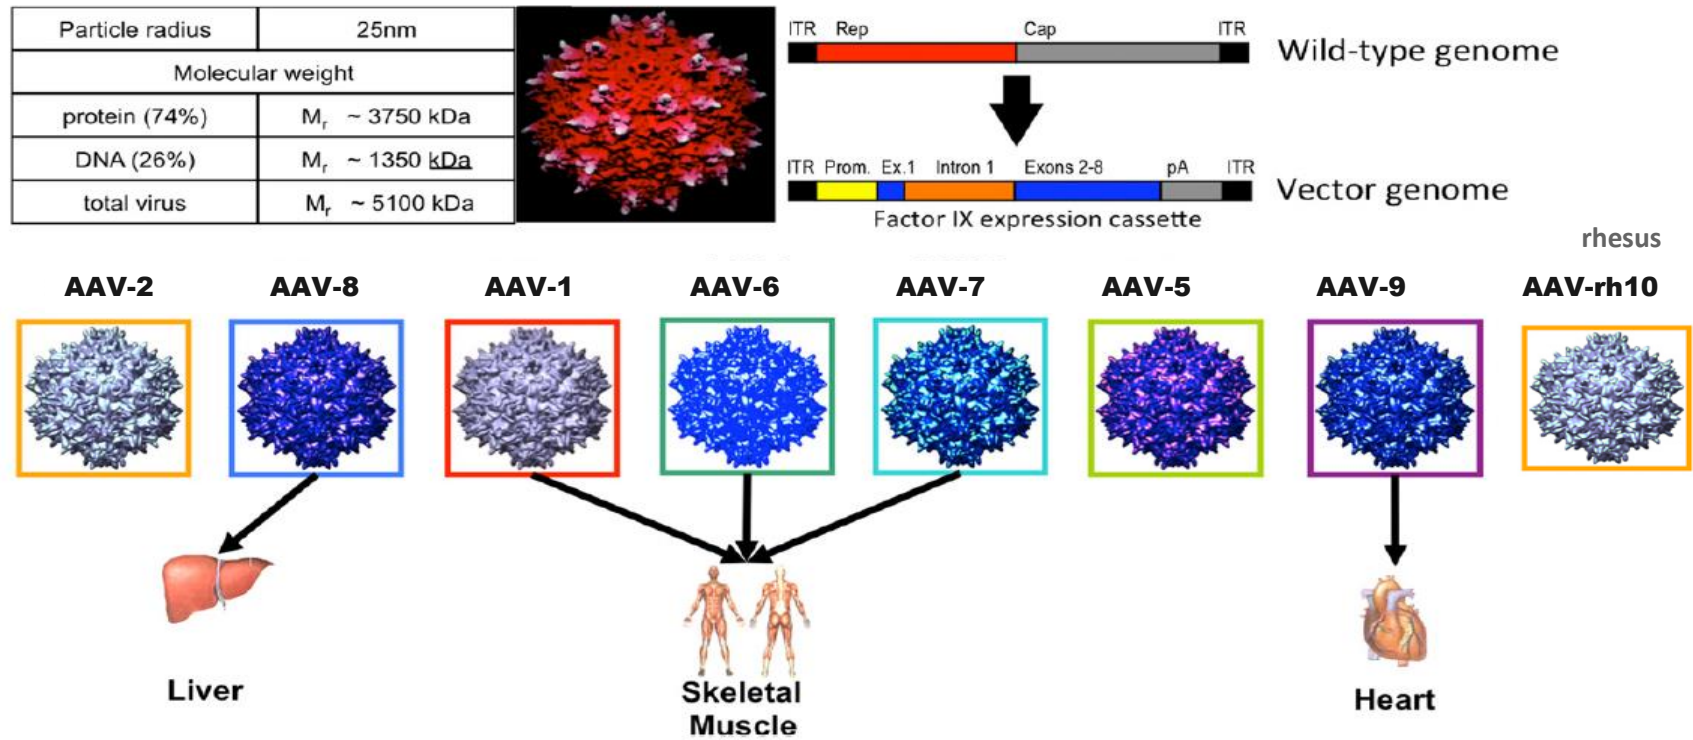 Particle radius 25nm
Molecular weight
protein (74%) Mr ~ 3750 kDa
DNA (26%) Mr ~ 1350 kDa
total virus Mr ~ 5100 kDa
ITR Rep Cap ITR
Wild-type genome
ITR Prom. Ex.1 Intron 1 Exons 2-8 pA ITR
Vector genome
Factor IX expression cassette
rhesus
AAV-2 AAV-8 AAV-1 AAV-6 AAV-7 AAV-5 AAV-9 AAV-rh10
Liver
Skeletal
Muscle
Heart